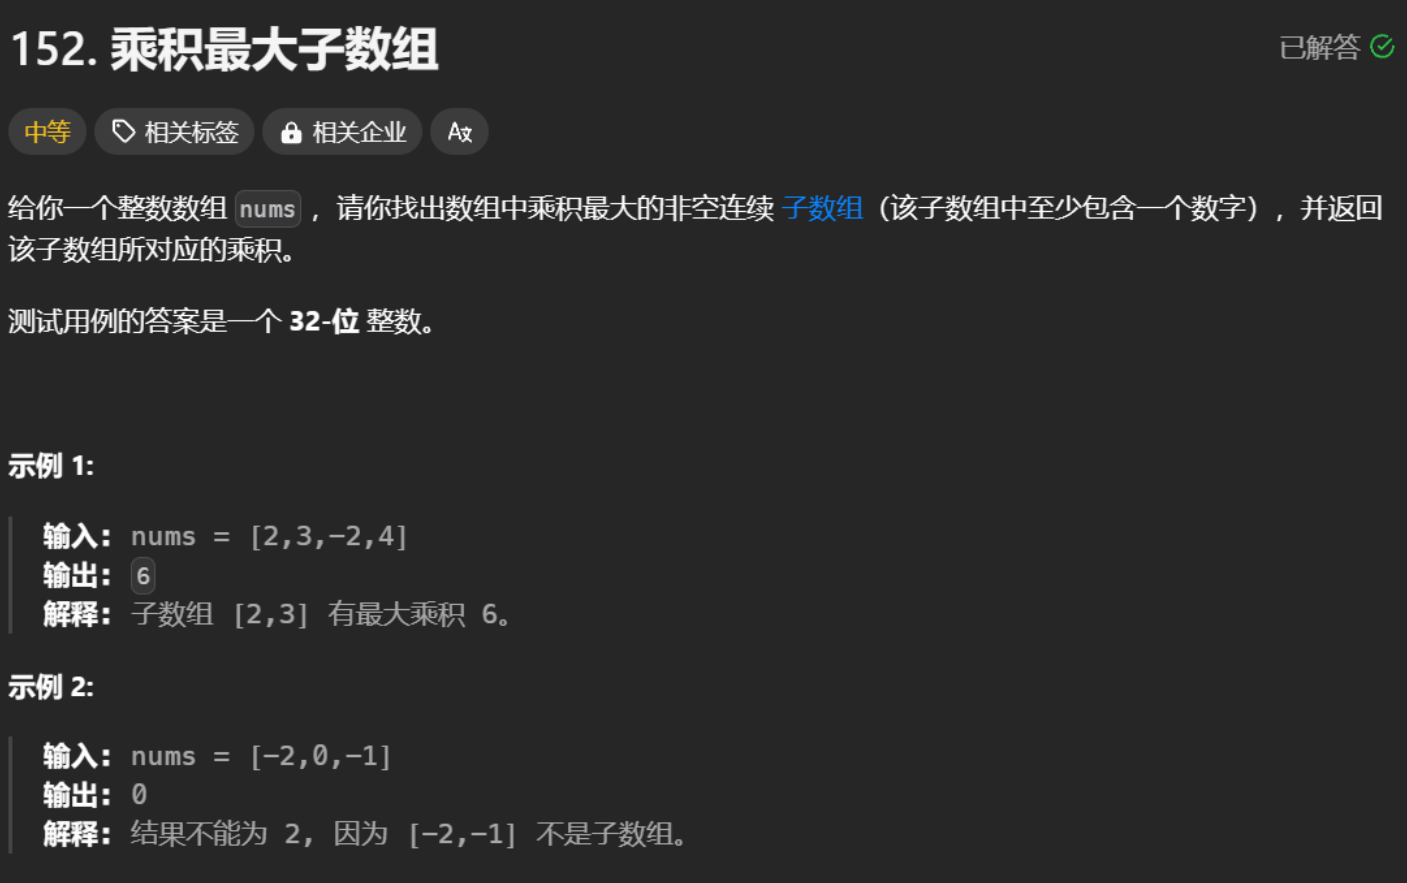 152. 乘积最大子数组
已解答
中等 相关标签 相关企业 A⴮
给你一个整数数组 nums ，请你找出数组中乘积最大的非空连续 子数组（该子数组中至少包含一个数字），并返回
该子数组所对应的乘积。
测试用例的答案是一个 32-位 整数。
示例 1:
输入： nums = [2,3,-2,4]
输出： 6
解释： 子数组 [2,3] 有最大乘积 6。
示例 2:
输入： nums = [-2,0,-1]
输出： 0
解释： 结果不能为 2, 因为 [-2,-1] 不是子数组。